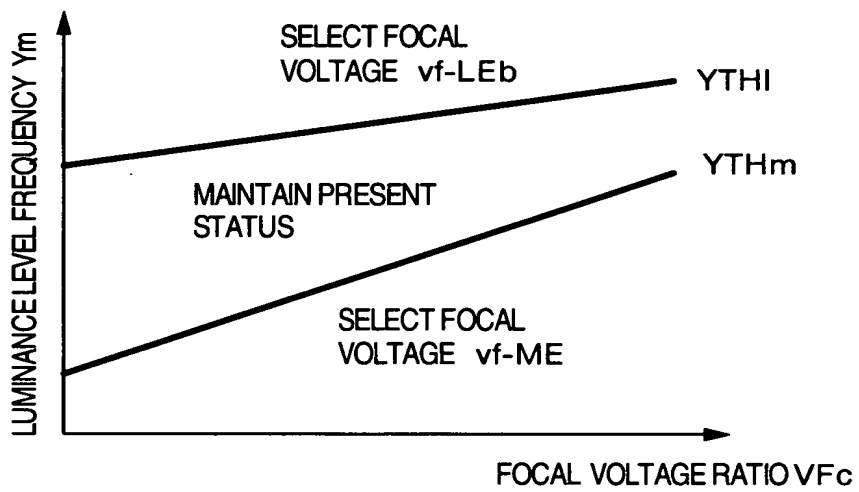 LUMINANCE LEVEL FREQUENCY Ym
SELECT FOCAL
VOLTAGE vf-LEb
YTHl
MAINTAIN PRESENT
STATUS
YTHm
SELECT FOCAL
VOLTAGE vf-ME
FOCAL VOLTAGE RATIO VFc